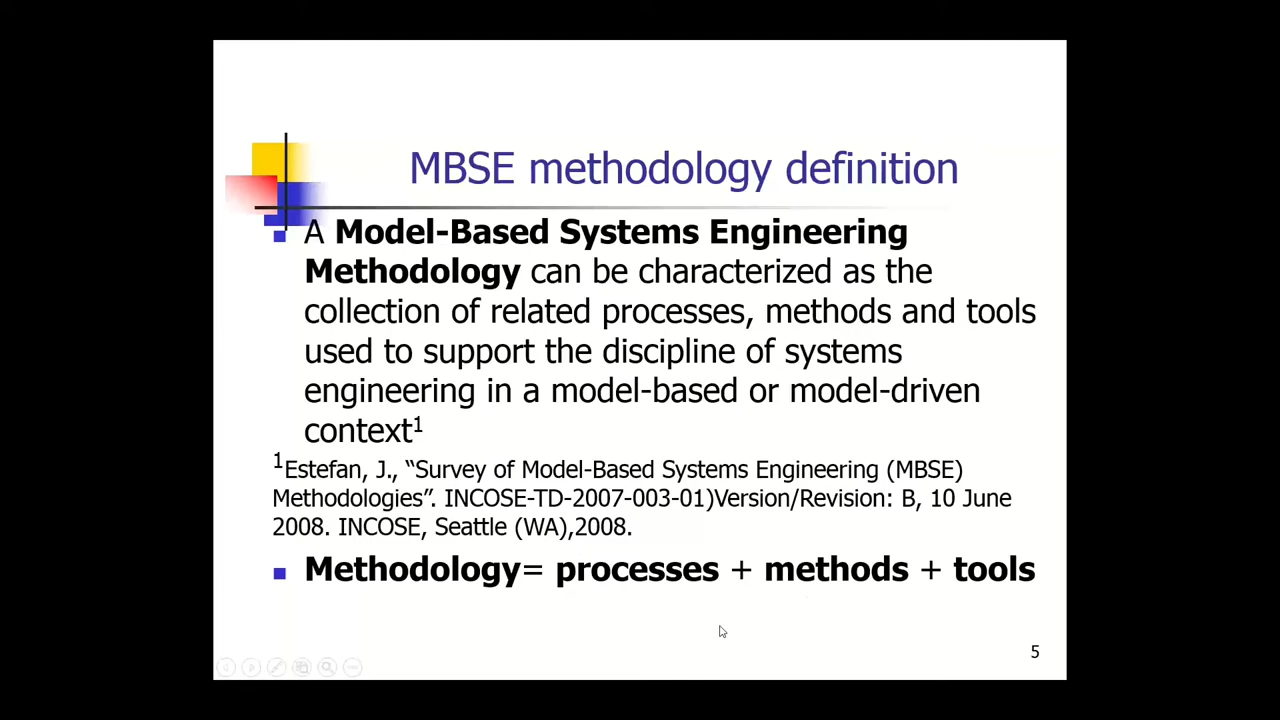 MBSE methodology definition
A Model-Based Systems Engineering
Methodology can be characterized as the
collection of related processes, methods and tools
used to support the discipline of systems
engineering in a model-based or model-driven
context1
1Estefan, J., “Survey of Model-Based Systems Engineering (MBSE)
Methodologies”. INCOSE-TD-2007-003-01)Version/Revision: B, 10 June
2008. INCOSE, Seattle (WA),2008.
Methodology= processes + methods + tools
5